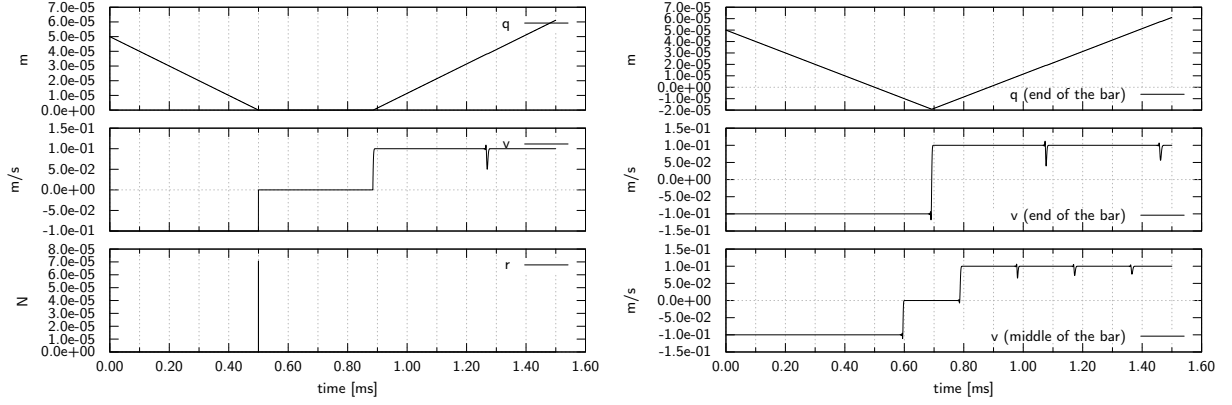 7.0e-05
6.0e-05
5.0e-05
4.0e-05
3.0e-05
2.0e-05
1.0e-05
0.0e+00
m
q
1.5e-01
1.0e-01
5.0e-02
0.0e+00
-5.0e-02
-1.0e-01
m/s
v
8.0e-05
7.0e-05
6.0e-05
5.0e-05
4.0e-05
3.0e-05
2.0e-05
1.0e-05
0.0e+00
N
r
0.00 0.20 0.40 0.60 0.80 1.00 1.20 1.40 1.60
time [ms]
7.0e-05
6.0e-05
5.0e-05
4.0e-05
3.0e-05
2.0e-05
1.0e-05
0.0e+00
-1.0e-05
-2.0e-05
m
q (end of the bar)
1.5e-01
1.0e-01
5.0e-02
0.0e+00
-5.0e-02
-1.0e-01
-1.5e-01
m/s
v (end of the bar)
1.5e-01
1.0e-01
5.0e-02
0.0e+00
-5.0e-02
-1.0e-01
-1.5e-01
m/s
v (middle of the bar)
0.00 0.20 0.40 0.60 0.80 1.00 1.20 1.40 1.60
time [ms]